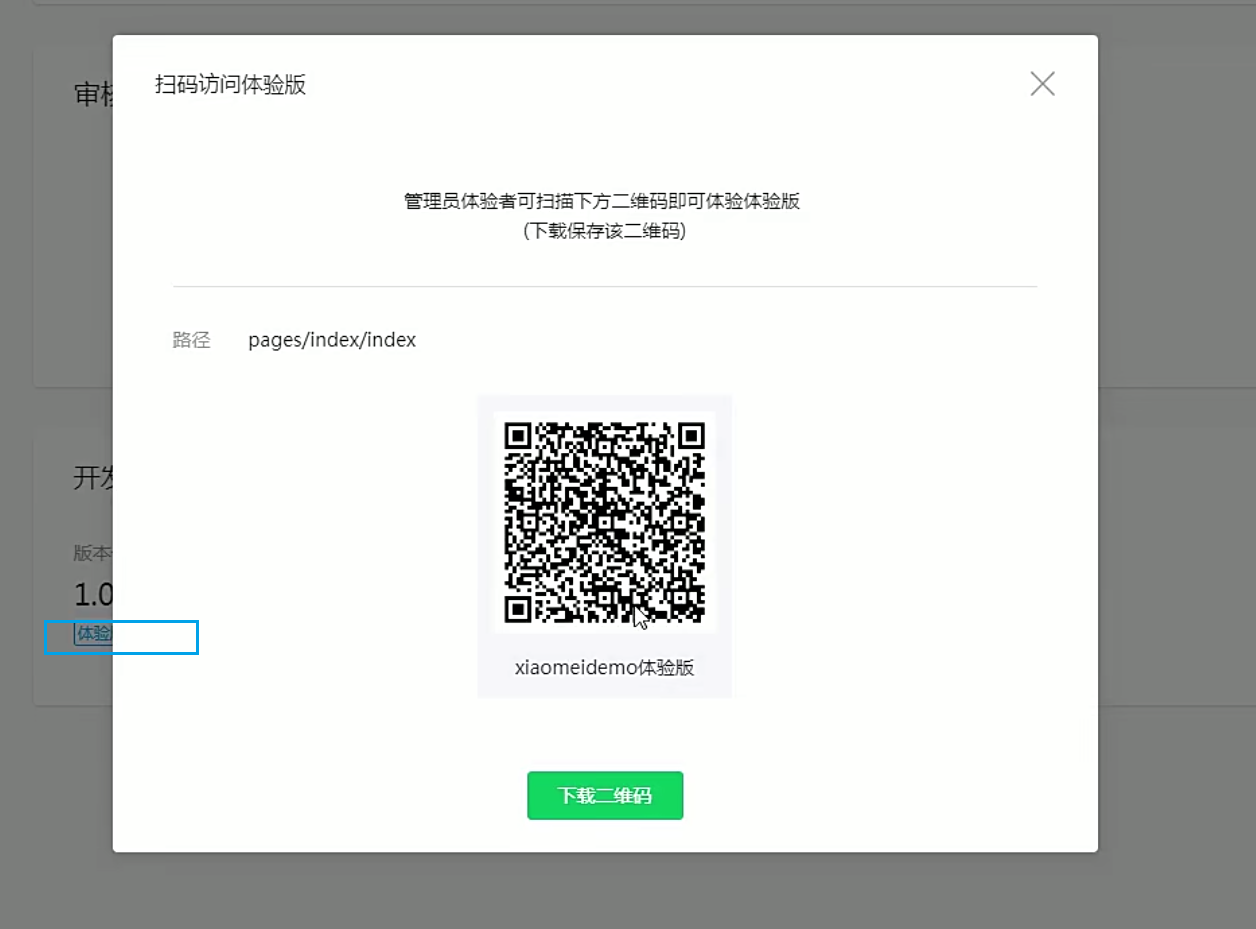 审核
扫码访问体验版
管理员体验者可扫描下方二维码即可体验体验版
(下载保存该二维码)
路径 pages/index/index
开发
版本
1.0
体验
xiaomeidemo体验版
下载二维码